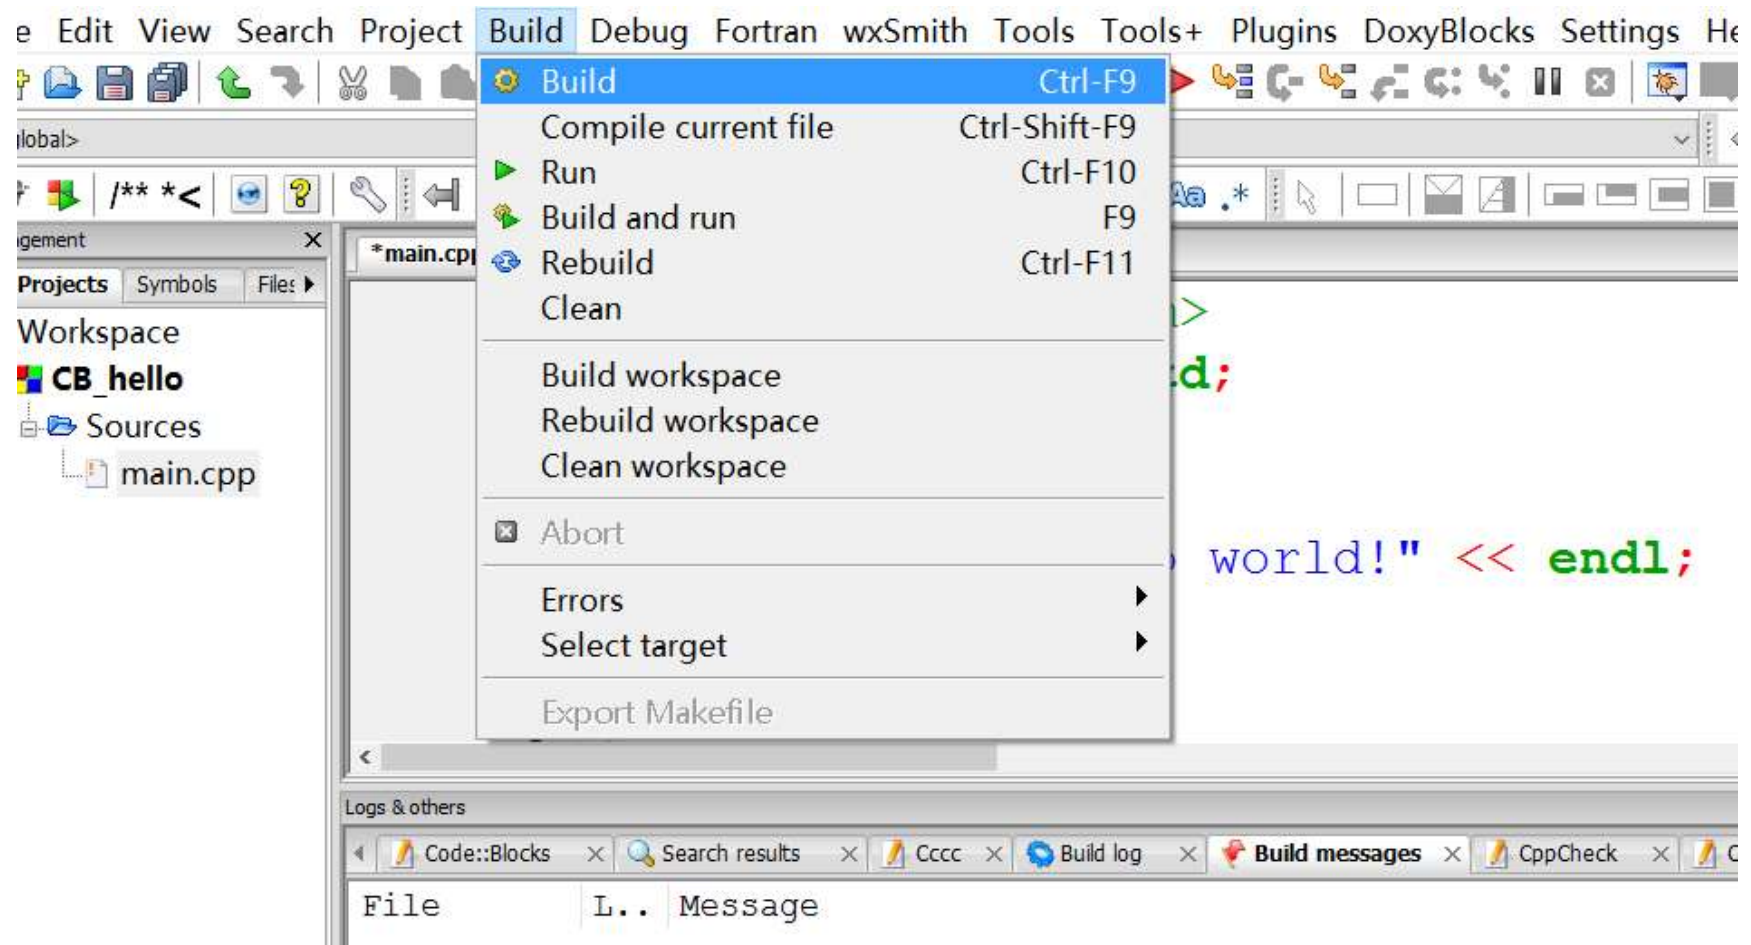 e Edit View Search Project Build Debug Fortran wxSmith Tools Tools+ Plugins DoxyBlocks Settings He
Build Ctrl-F9
Compile current file Ctrl-Shift-F9
global>
Run Ctrl-F10
/** *< Aa .*
Build and run F9
gement
*main.cpp
Rebuild Ctrl-F11
Projects Symbols Files
Clean
>
Workspace
Build workspace
d;
CB_hello
Rebuild workspace
Sources
Clean workspace
main.cpp
Abort
world!" << endl;
Errors
Select target
Export Makefile
Logs & others
Code::Blocks Search results Cccc Build log Build messages CppCheck
File L.. Message